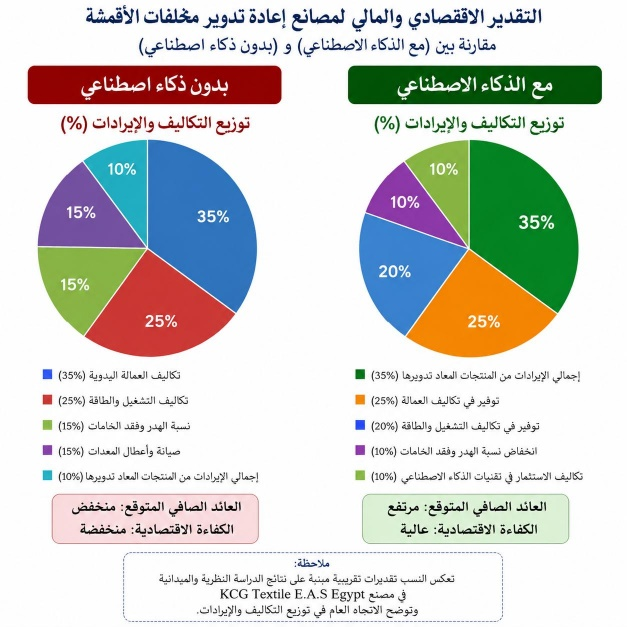 التقدير الاقتصادي والمالي لمصانع إعادة تدوير مخلفات الأقمشة
مقارنة بين (مع الذكاء الاصطناعي) و (بدون ذكاء اصطناعي)
مع الذكاء الاصطناعي
توزيع التكاليف والإيرادات (%)
35%
25%
20%
10%
10%
إجمالي الإيرادات من المنتجات المعاد تدويرها (35%)
توفير في تكاليف العمالة (25%)
توفير في تكاليف التشغيل والطاقة (20%)
انخفاض نسبة الهدر وفقد الخامات (10%)
تكاليف الاستثمار في تقنيات الذكاء الاصطناعي (10%)
العائد الصافي المتوقع: مرتفع
الكفاءة الاقتصادية: عالية
بدون ذكاء اصطناعي
توزيع التكاليف والإيرادات (%)
35%
25%
15%
15%
10%
تكاليف العمالة اليدوية (35%)
تكاليف التشغيل والطاقة (25%)
نسبة الهدر وفقد الخامات (15%)
صيانة وأعطال المعدات (15%)
إجمالي الإيرادات من المنتجات المعاد تدويرها (10%)
العائد الصافي المتوقع: منخفض
الكفاءة الاقتصادية: منخفضة
ملاحظة:
تعكس النسب تقديرات تقريبية مبنية على نتائج الدراسة النظرية والميدانية
في مصنع KCG Textile E.A.S Egypt
وتوضح الاتجاه العام في توزيع التكاليف والإيرادات.